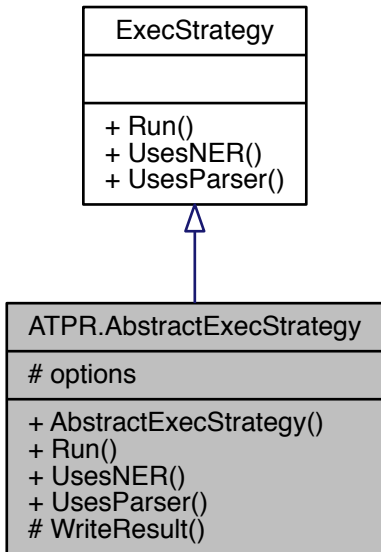 ExecStrategy
+ Run()
+ UsesNER()
+ UsesParser()
ATPR.AbstractExecStrategy
# options
+ AbstractExecStrategy()
+ Run()
+ UsesNER()
+ UsesParser()
# WriteResult()